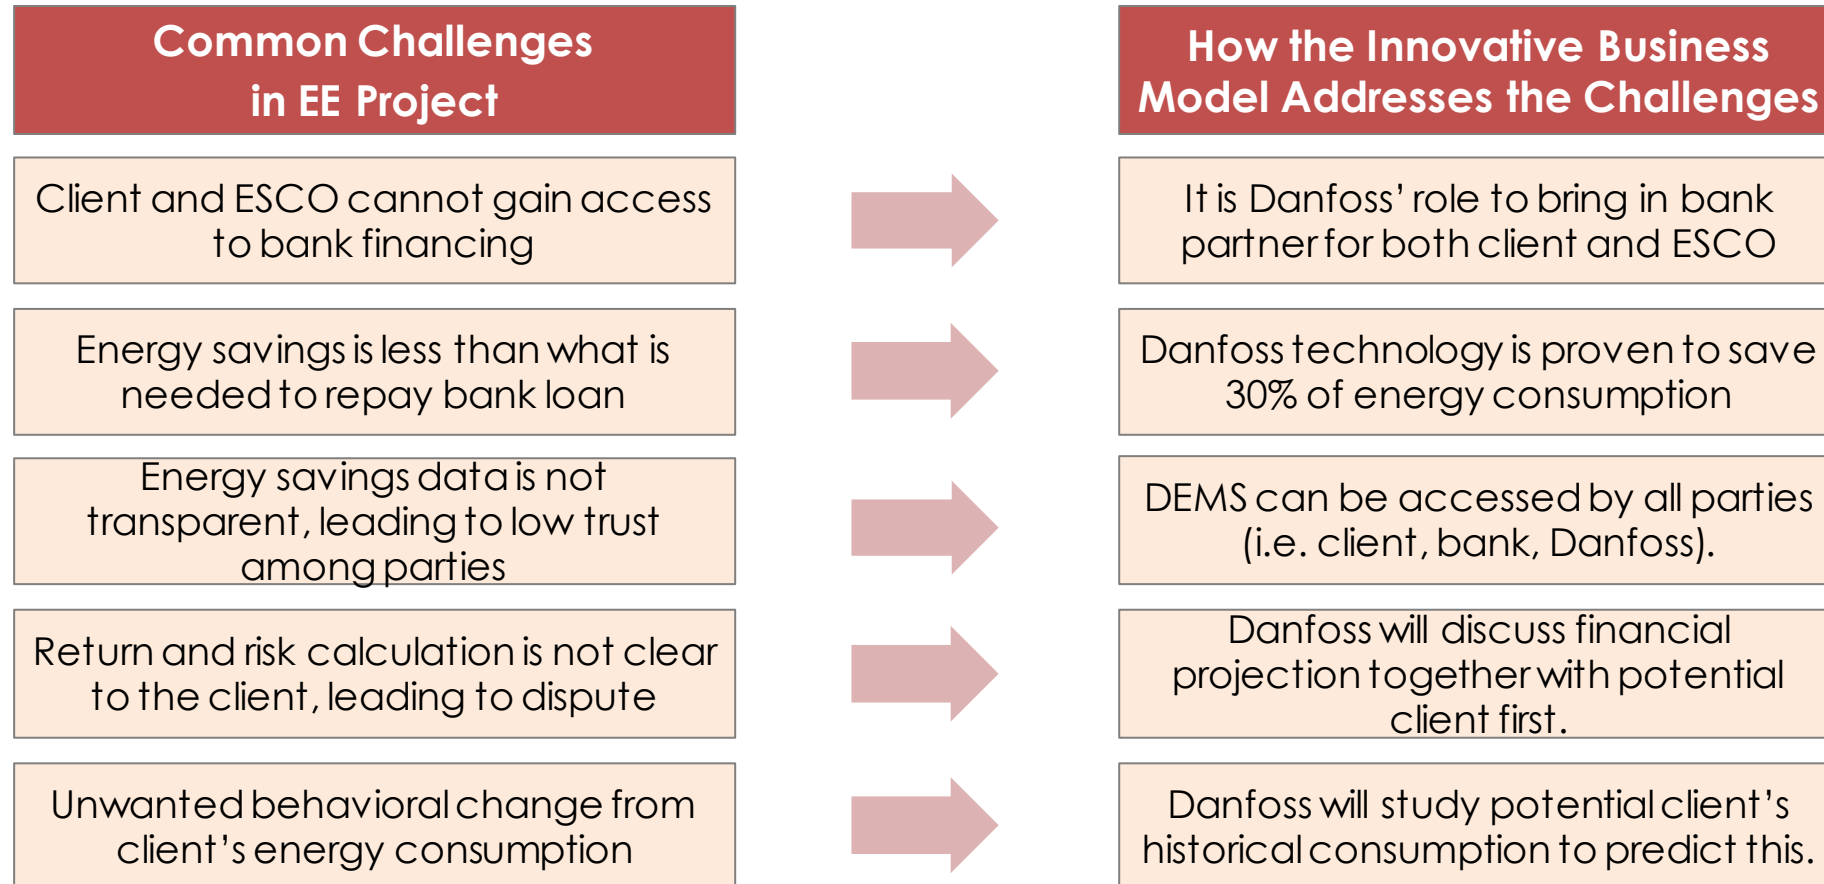 Common Challenges
in EE Project
How the Innovative Business
Model Addresses the Challenges
Client and ESCO cannot gain access
to bank financing
It is Danfoss’ role to bring in bank
partner for both client and ESCO
Energy savings is less than what is
needed to repay bank loan
Danfoss technology is proven to save
30% of energy consumption
Energy savings data is not
transparent, leading to low trust
among parties
DEMS can be accessed by all parties
(i.e. client, bank, Danfoss).
Return and risk calculation is not clear
to the client, leading to dispute
Danfoss will discuss financial
projection together with potential
client first.
Unwanted behavioral change from
client’s energy consumption
Danfoss will study potential client’s
historical consumption to predict this.